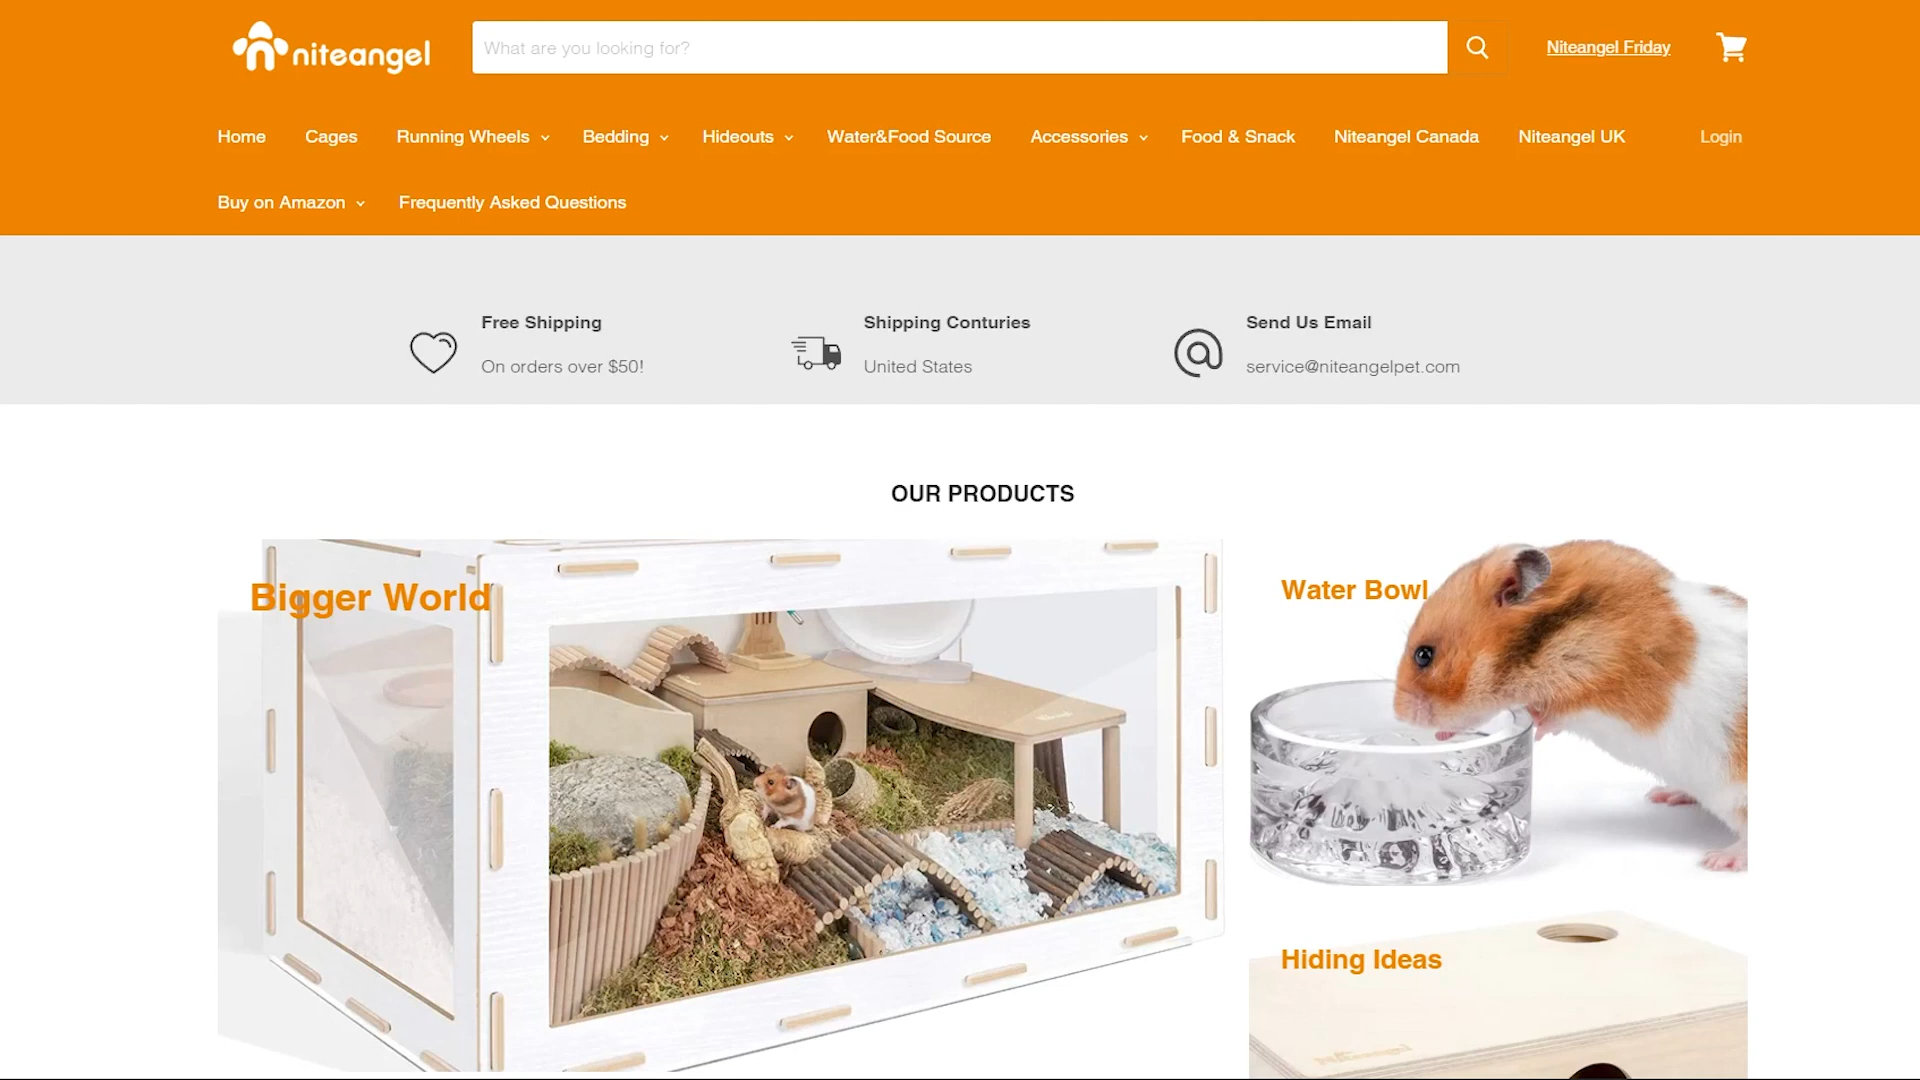 niteangel
What are you looking for?
Niteangel Friday
Home
Cages
Running Wheels
Bedding
Hideouts
Water&Food Source
Accessories
Food & Snack
Niteangel Canada
Niteangel UK
Login
Buy on Amazon
Frequently Asked Questions
Free Shipping
On orders over $50!
Shipping Conturies
United States
Send Us Email
service@niteangelpet.com
OUR PRODUCTS
Bigger World
Water Bowl
Hiding Ideas
Niteangel